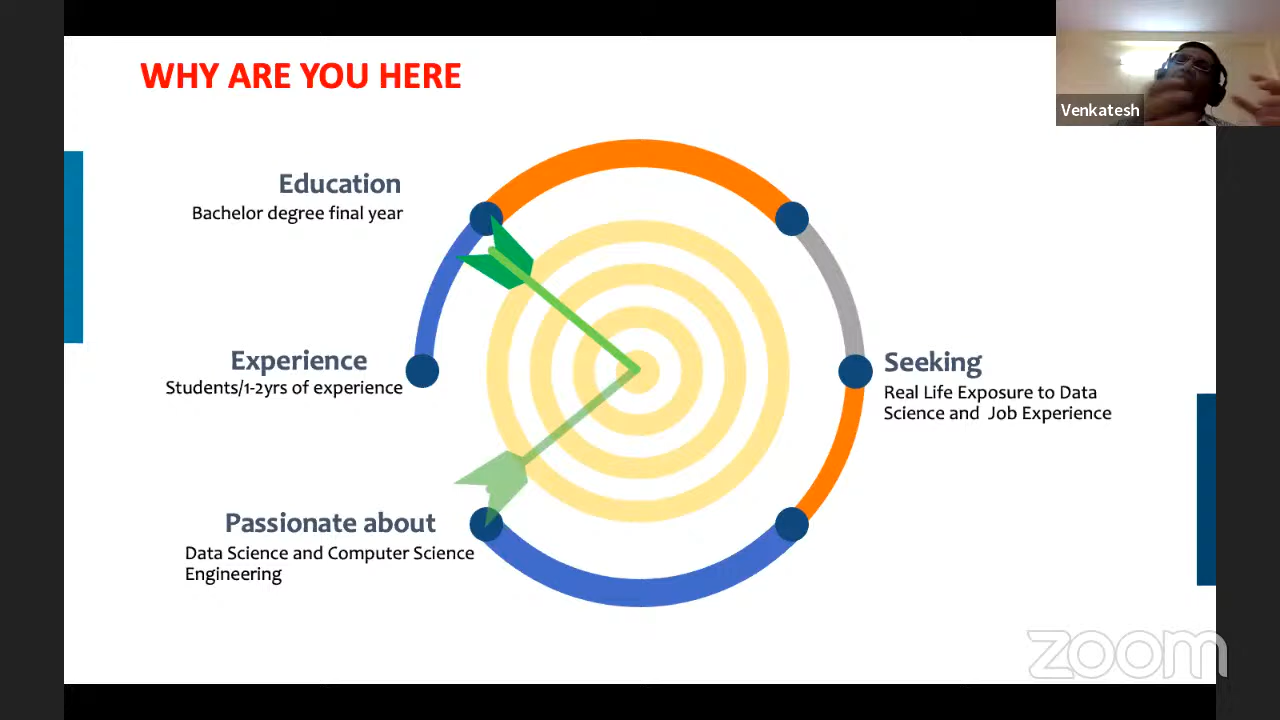 WHY ARE YOU HERE
Venkatesh
Education
Bachelor degree final year
Experience
Students/1-2yrs of experience
Seeking
Real Life Exposure to Data
Science and Job Experience
Passionate about
Data Science and Computer Science
Engineering
zoom